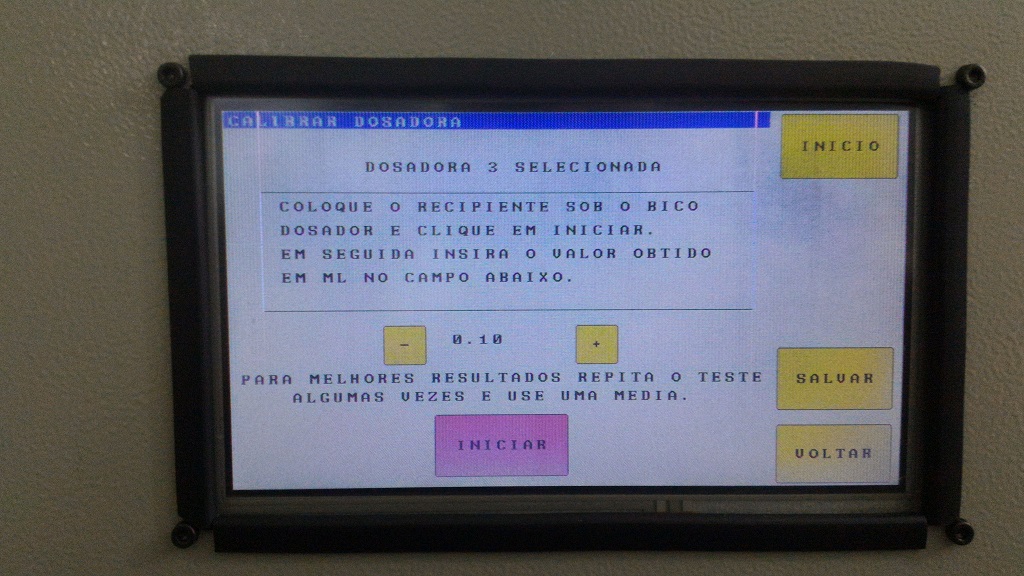 CALIBRAR DOSADORA
INICIO
DOSADORA 3 SELECIONADA
COLOQUE O RECIPIENTE SOB O BICO
DOSADOR E CLIQUE EM INICIAR.
EM SEGUIDA INSIRA O VALOR OBTIDO
EM ML NO CAMPO ABAIXO.
- 0.10 +
PARA MELHORES RESULTADOS REPITA O TESTE
ALGUMAS VEZES E USE UMA MEDIA.
SALVAR
INICIAR
VOLTAR